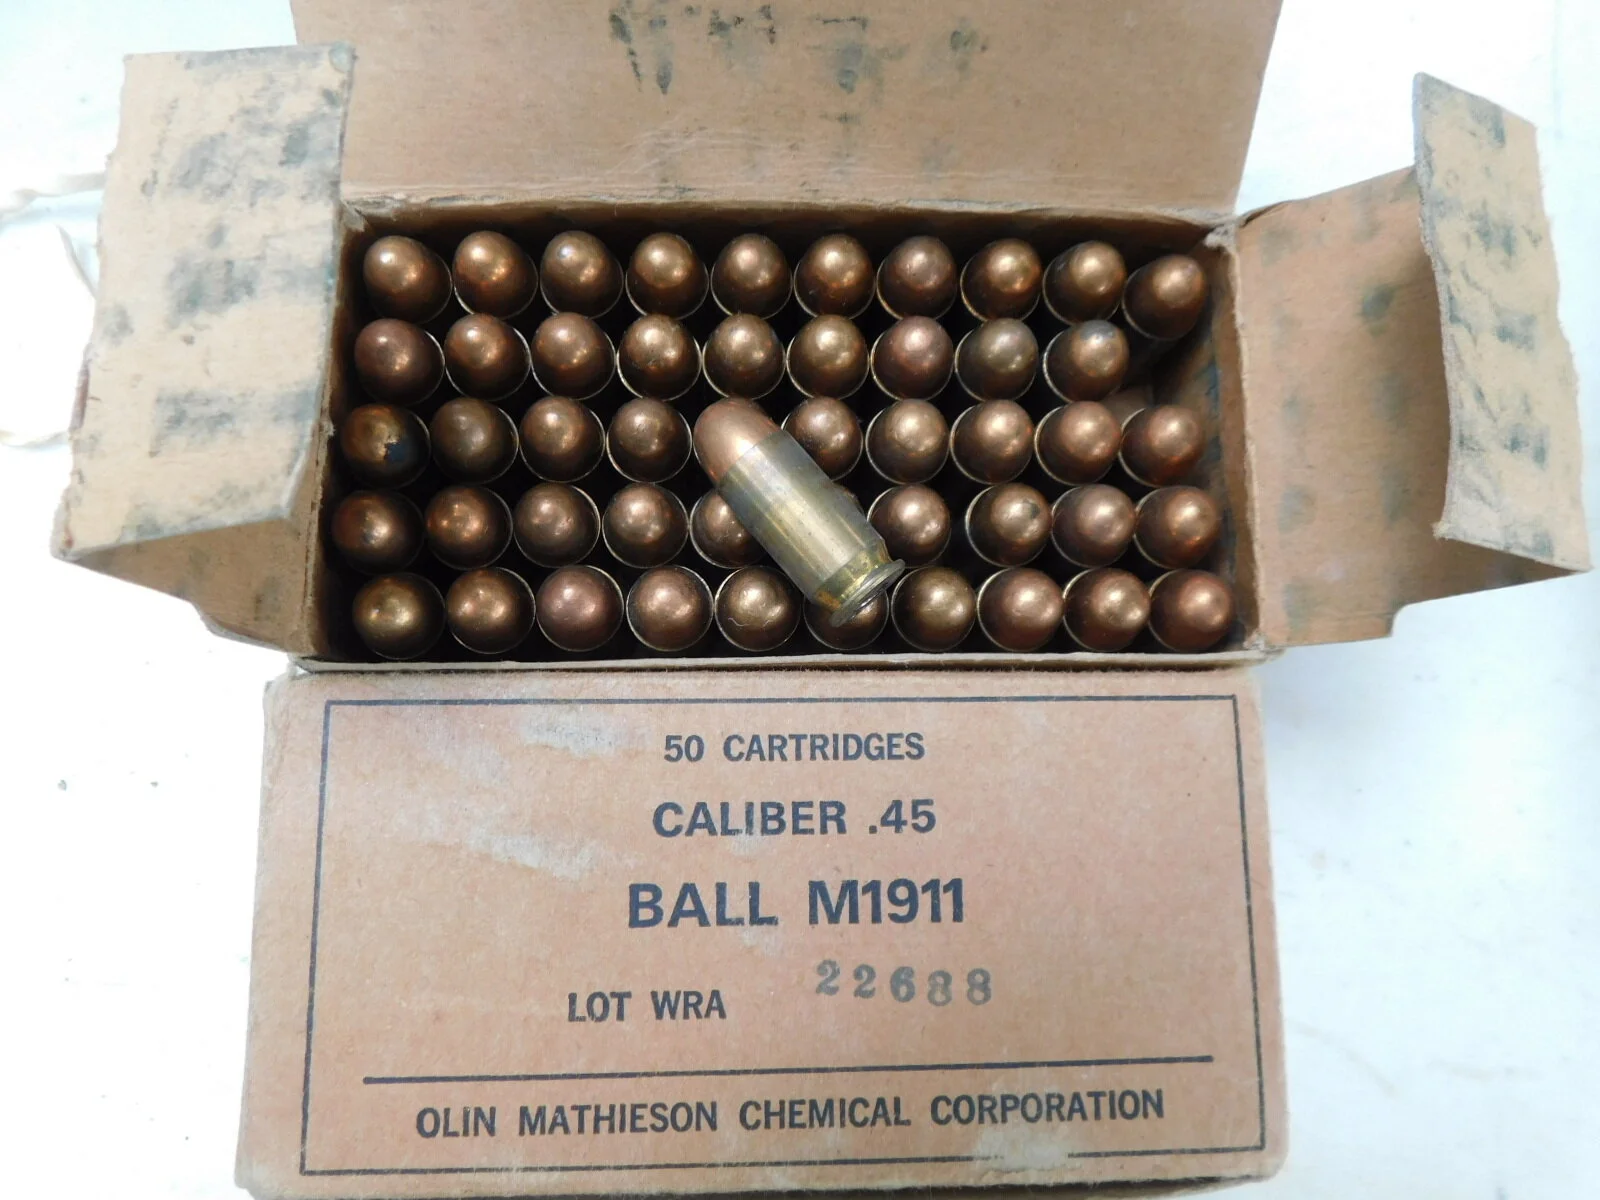 50 CARTRIDGES
CALIBER .45
BALL M1911
LOT WRA 22688
OLIN MATHIESON CHEMICAL CORPORATION